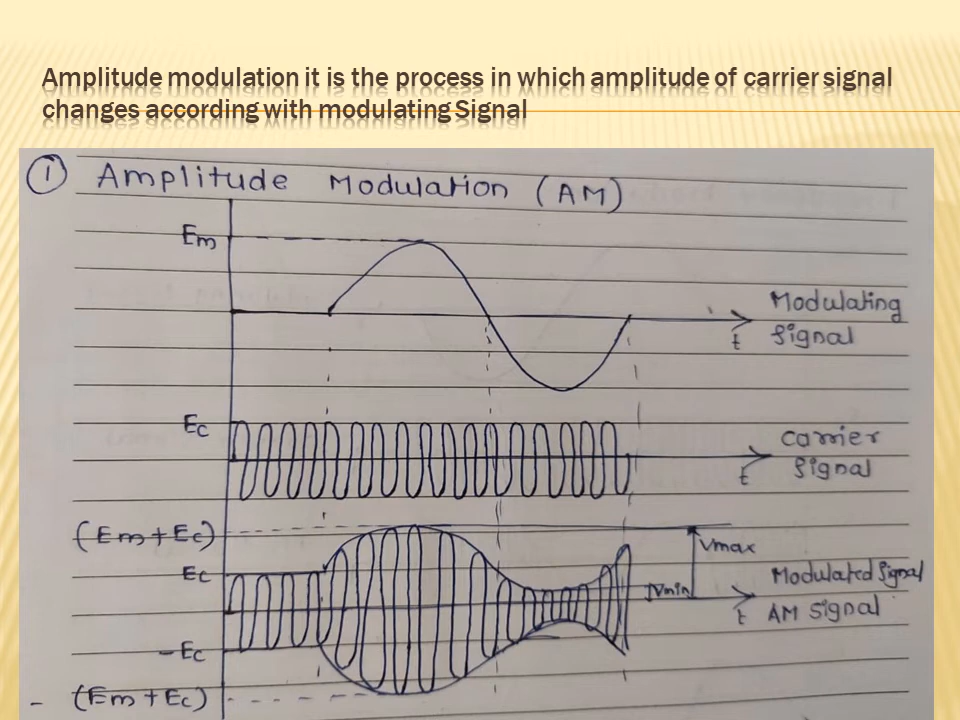 Amplitude modulation it is the process in which amplitude of carrier signal
changes according with modulating Signal
① Amplitude Modulation (AM)
Em
Modulating
t Signal
Ec
Carrier
t Signal
(Em+Ec)
Vmax
Ec
Vmin
Modulated Signal
t AM Signal
-Ec
- (Em+Ec)